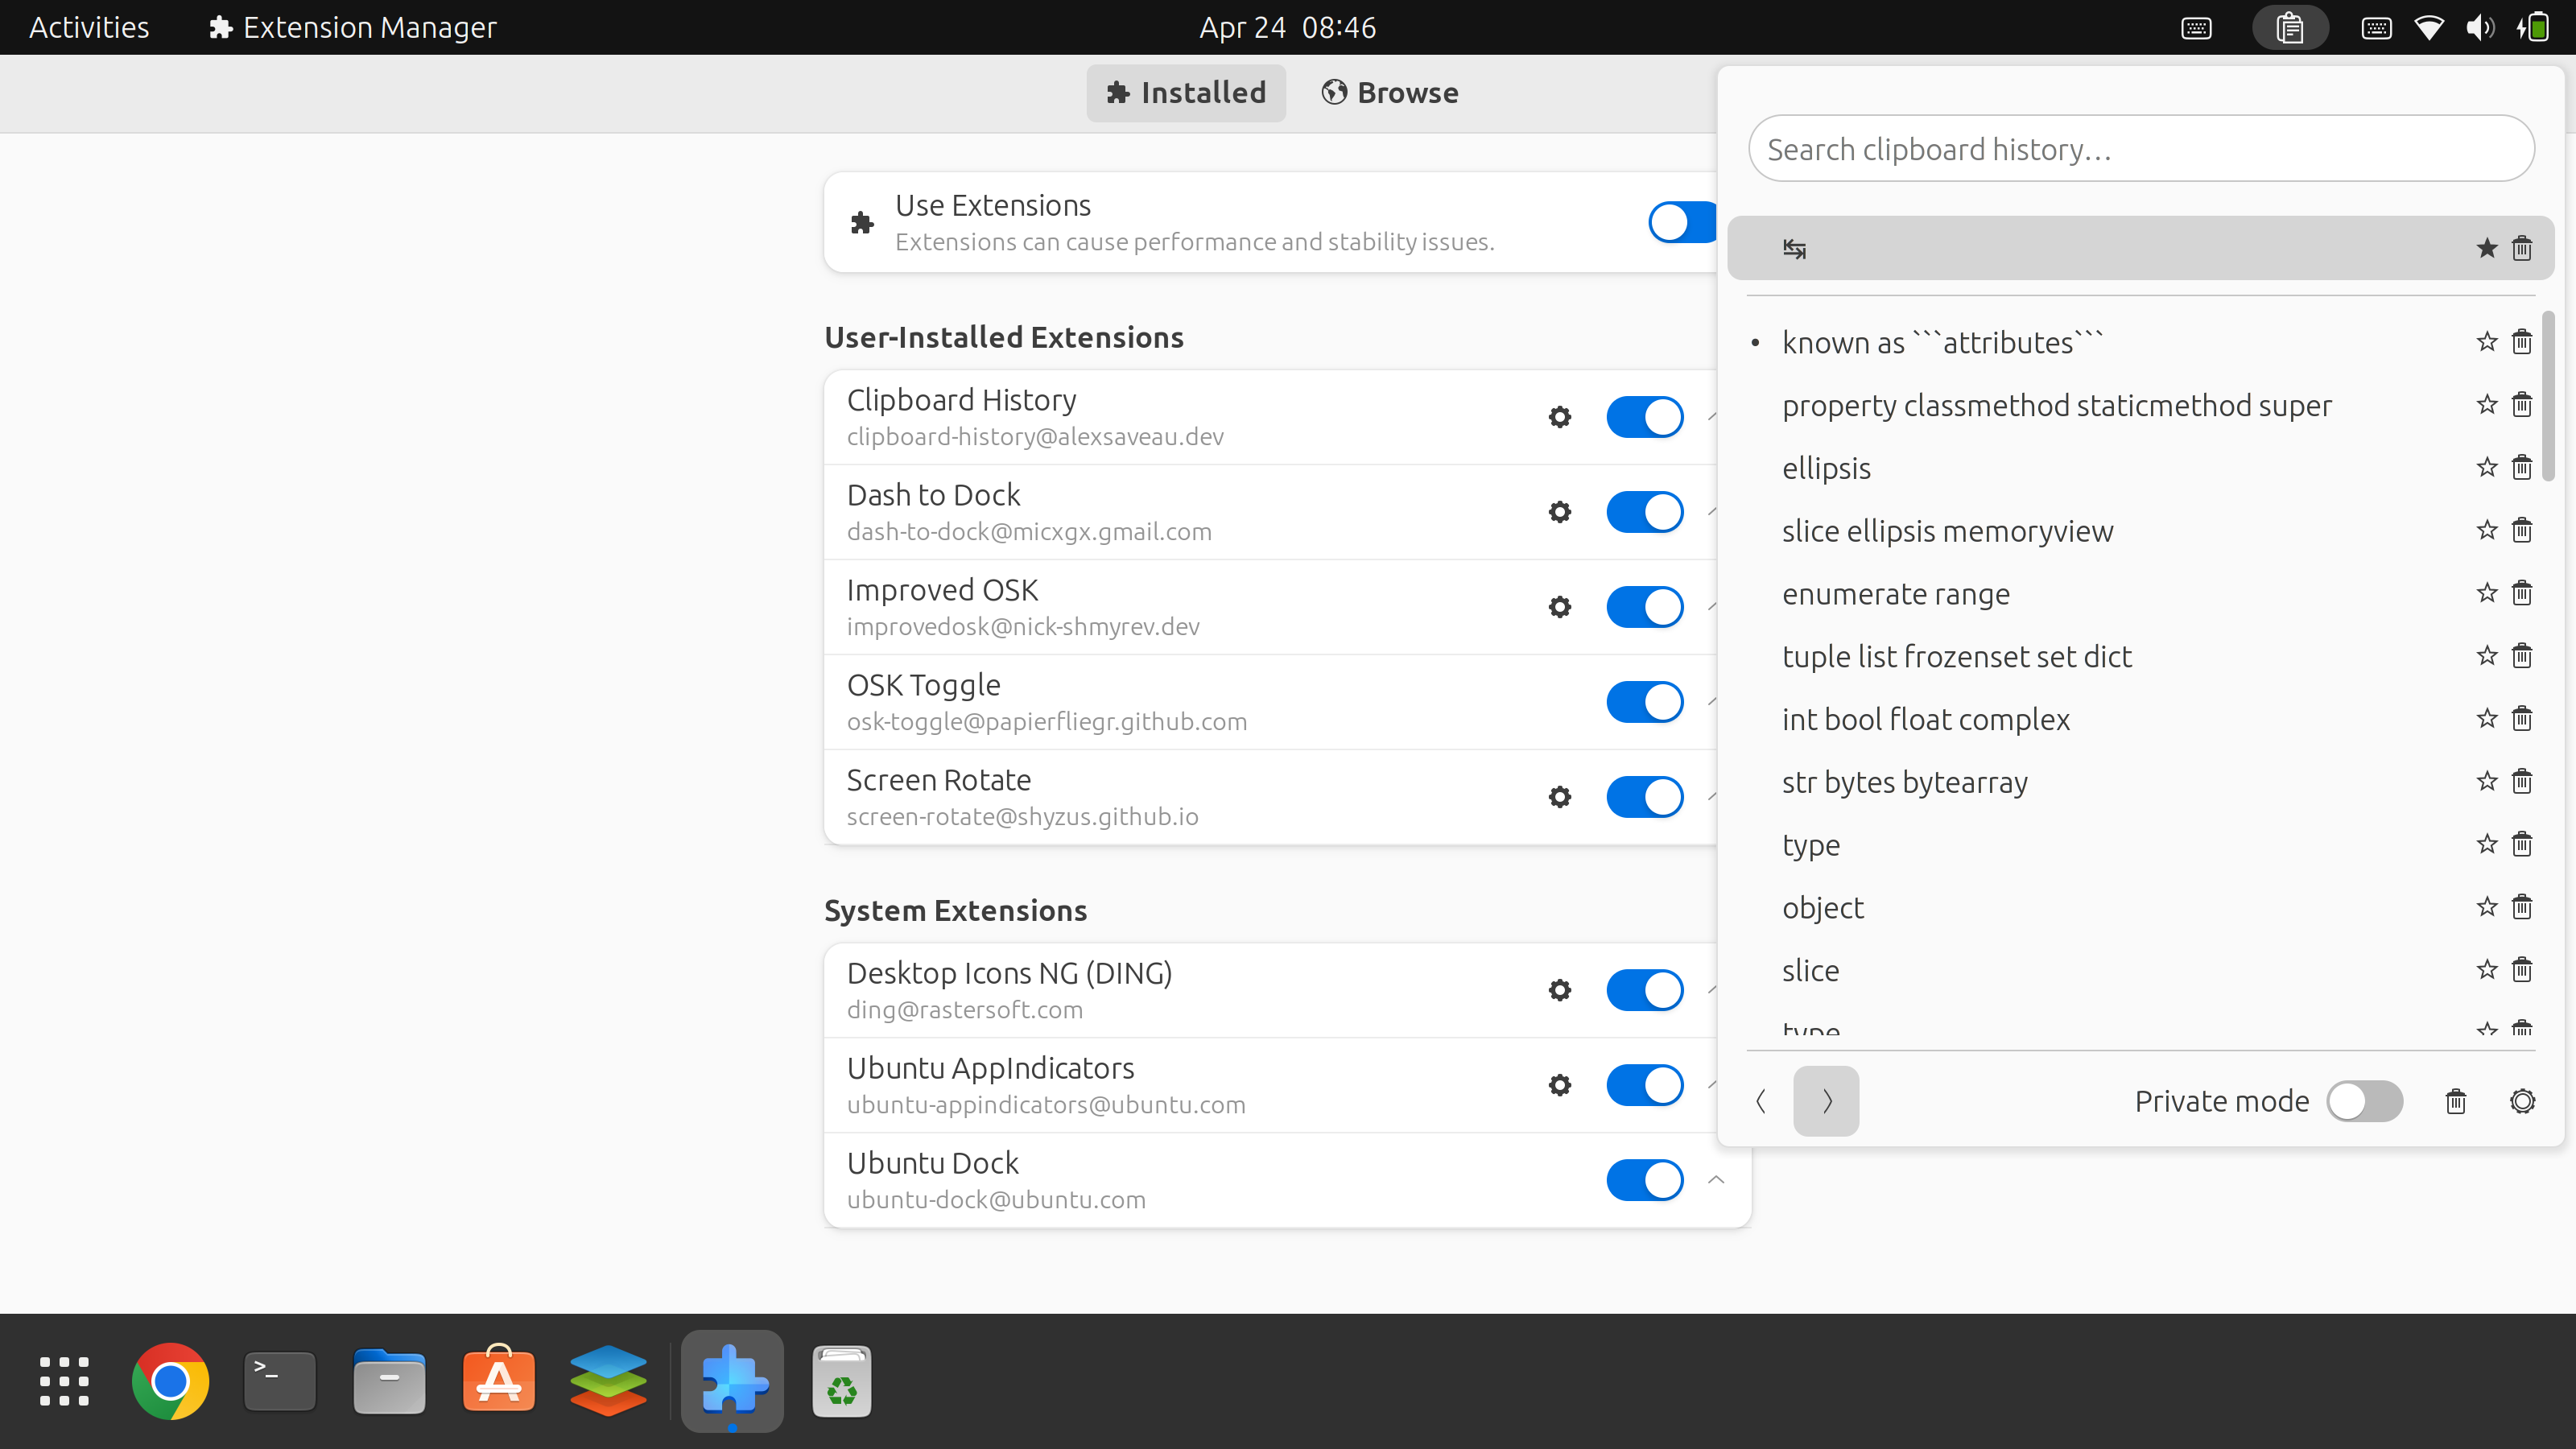 Activities
Extension Manager
Apr 24 08:46
Installed
Browse
Use Extensions
Extensions can cause performance and stability issues.
User-Installed Extensions
Clipboard History
clipboard-history@alexsaveau.dev
Dash to Dock
dash-to-dock@micxgx.gmail.com
Improved OSK
improvedosk@nick-shmyrev.dev
OSK Toggle
osk-toggle@papierfliegr.github.com
Screen Rotate
screen-rotate@shyzus.github.io
System Extensions
Desktop Icons NG (DING)
ding@rastersoft.com
Ubuntu AppIndicators
ubuntu-appindicators@ubuntu.com
Ubuntu Dock
ubuntu-dock@ubuntu.com
Search clipboard history…
known as ```attributes```
property classmethod staticmethod super
ellipsis
slice ellipsis memoryview
enumerate range
tuple list frozenset set dict
int bool float complex
str bytes bytearray
type
object
slice
type
Private mode